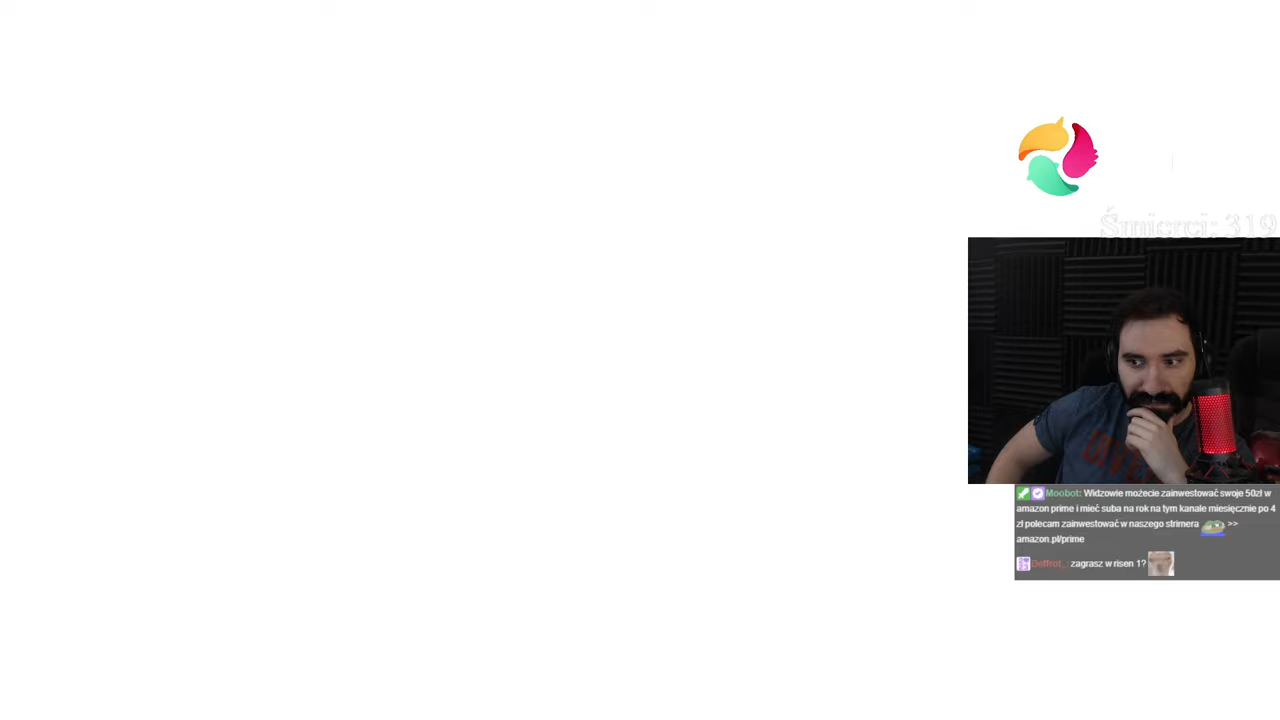 Śmierci: 319
Moobot: Widzowie możecie zainwestować swoje 50zł w
amazon prime i mieć suba na rok na tym kanale miesięcznie po 4
zł polecam zainwestować w naszego strimera >>
amazon.pl/prime
Deffrot_: zagrasz w risen 1?